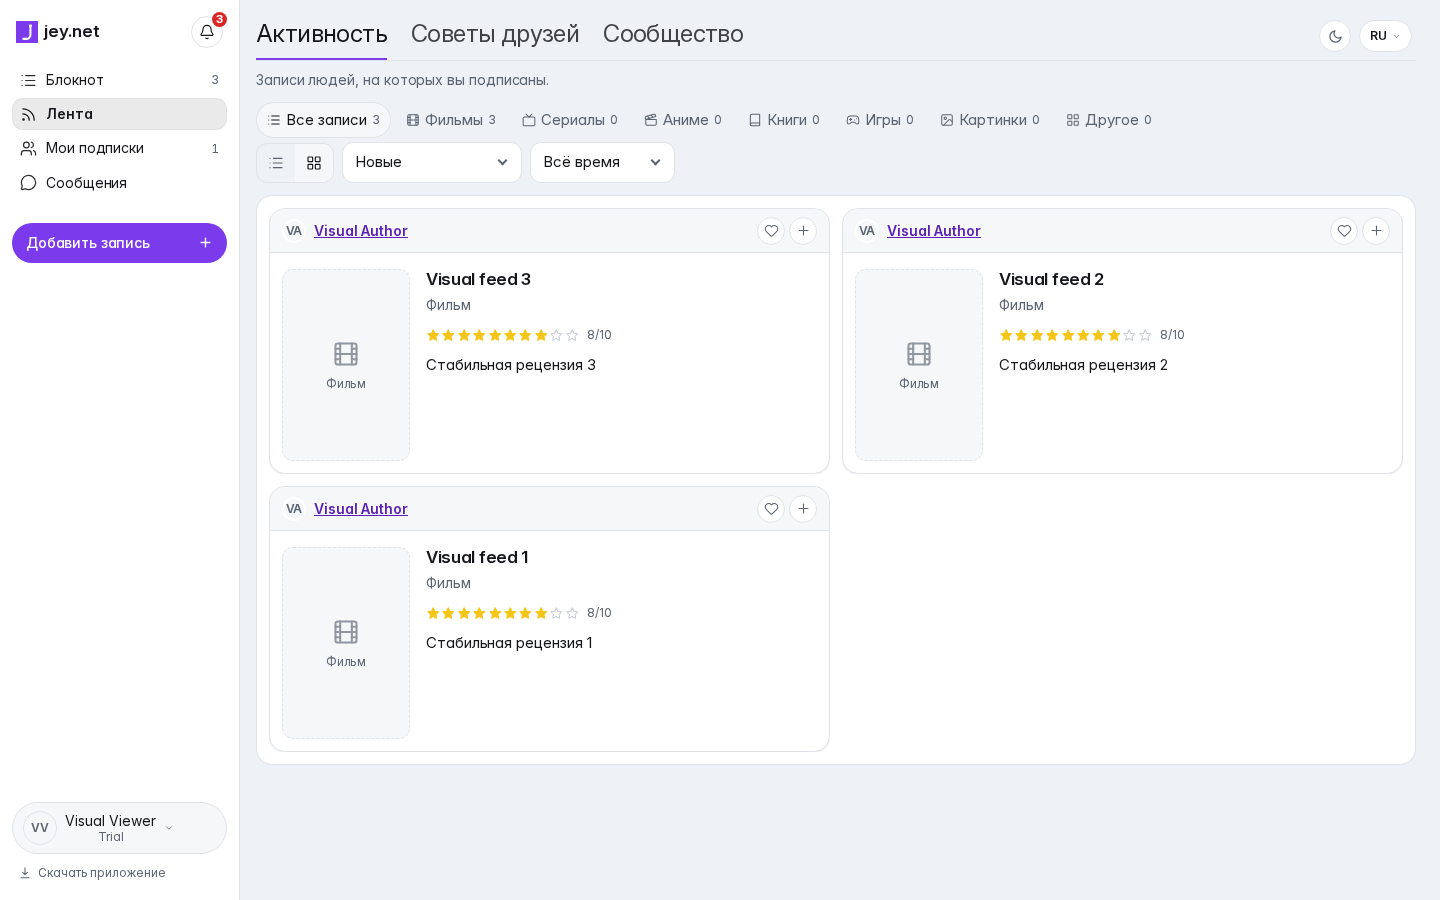 jey.net
3
Блокнот 3
Лента
Мои подписки 1
Сообщения
Добавить запись
Visual Viewer
VV
Trial
Скачать приложение
Активность Советы друзей Сообщество
RU
Записи людей, на которых вы подписаны.
Все записи 3 Фильмы 3 Сериалы 0 Аниме 0 Книги 0 Игры 0 Картинки 0 Другое 0
Новые Всё время
VA Visual Author
Visual feed 3
Фильм
8/10
Стабильная рецензия 3
Фильм
VA Visual Author
Visual feed 2
Фильм
8/10
Стабильная рецензия 2
Фильм
VA Visual Author
Visual feed 1
Фильм
8/10
Стабильная рецензия 1
Фильм